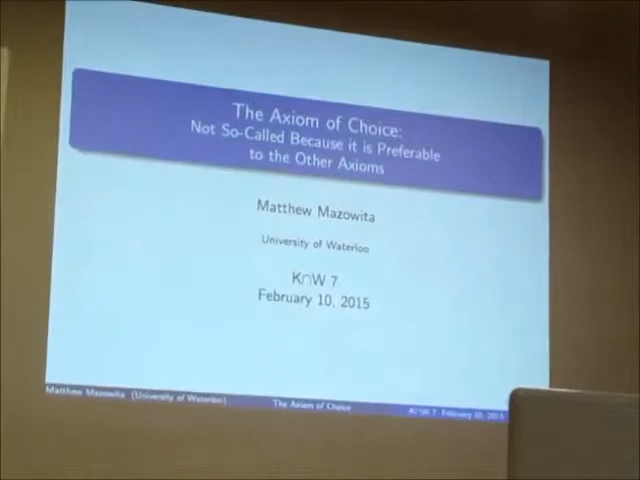 The Axiom of Choice:
Not So-Called Because it is Preferable
to the Other Axioms
Matthew Mazowita
University of Waterloo
K∩W 7
February 10, 2015
Matthew Mazowita (University of Waterloo) The Axiom of Choice K∩W 7 February 10, 2015